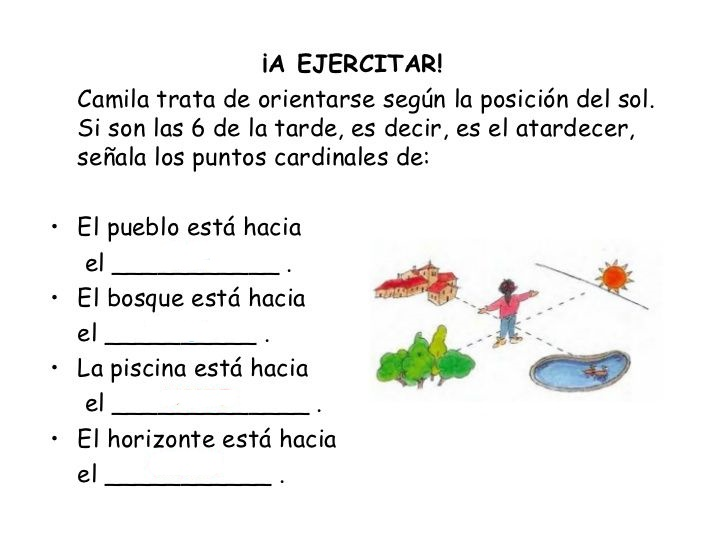 ¡A EJERCITAR!
Camila trata de orientarse según la posición del sol.
Si son las 6 de la tarde, es decir, es el atardecer,
señala los puntos cardinales de:
• El pueblo está hacia
el ___________ .
• El bosque está hacia
el __________ .
• La piscina está hacia
el _____________ .
• El horizonte está hacia
el ___________ .